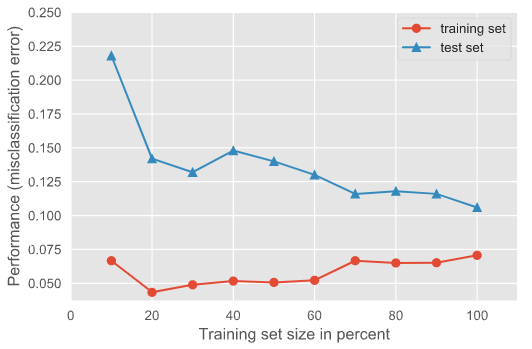 0.250
0.225
0.200
0.175
0.150
0.125
0.100
0.075
0.050
Performance (misclassification error)
training set
test set
0 20 40 60 80 100
Training set size in percent